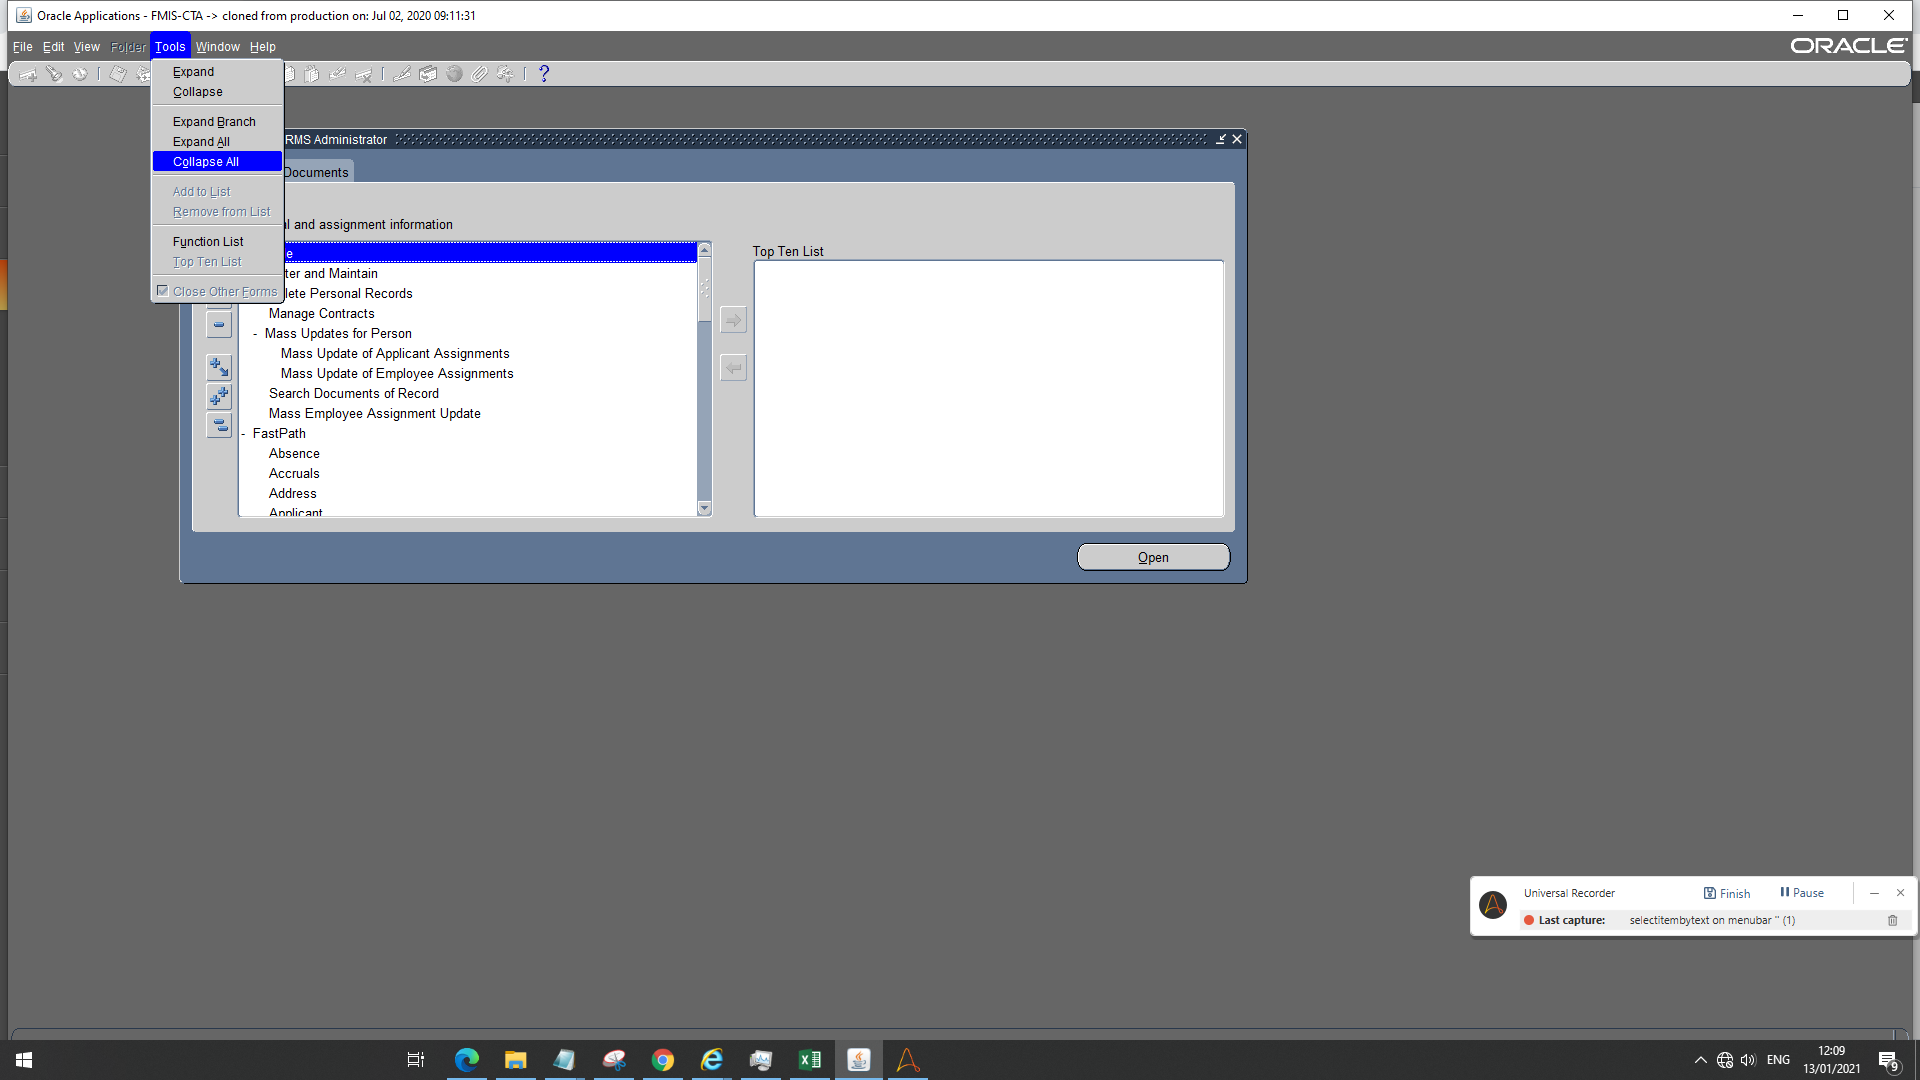 Oracle Applications - FMIS-CTA -> cloned from production on: Jul 02, 2020 09:11:31
File Edit View Folder Tools Window Help
ORACLE
Expand
Collapse
Expand Branch
Expand All
Collapse All
Add to List
Remove from List
Function List
Top Ten List
Close Other Forms
RMS Administrator
Documents
and assignment information
Top Ten List
and Maintain
Personal Records
Manage Contracts
- Mass Updates for Person
Mass Update of Applicant Assignments
Mass Update of Employee Assignments
Search Documents of Record
Mass Employee Assignment Update
- FastPath
Absence
Accruals
Address
Applicant
Open
Universal Recorder
Finish
Pause
Last capture: selectitembytext on menubar '' (1)
ENG
12:09
13/01/2021
9